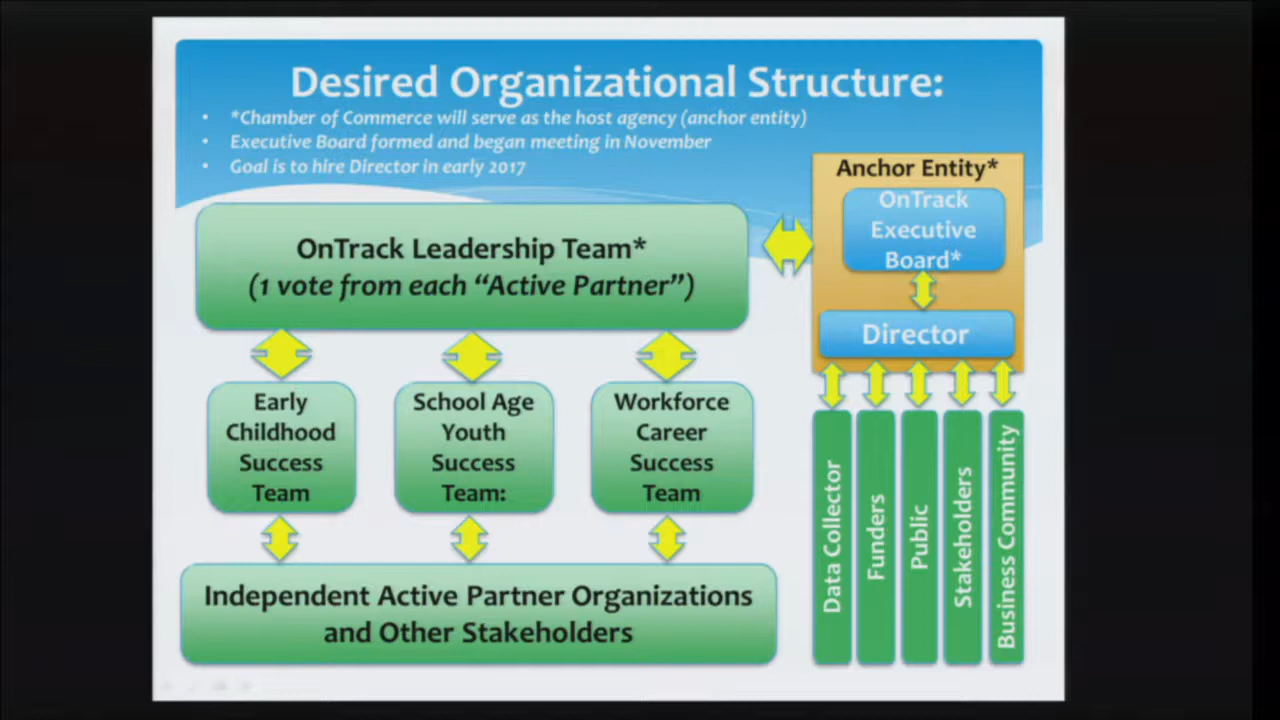 Desired Organizational Structure:
• *Chamber of Commerce will serve as the host agency (anchor entity)
• Executive Board formed and began meeting in November
• Goal is to hire Director in early 2017
Anchor Entity*
OnTrack
Executive
Board*
Director
OnTrack Leadership Team*
(1 vote from each “Active Partner”)
Early
Childhood
Success
Team
School Age
Youth
Success
Team:
Workforce
Career
Success
Team
Independent Active Partner Organizations
and Other Stakeholders
Data Collector
Funders
Public
Stakeholders
Business Community